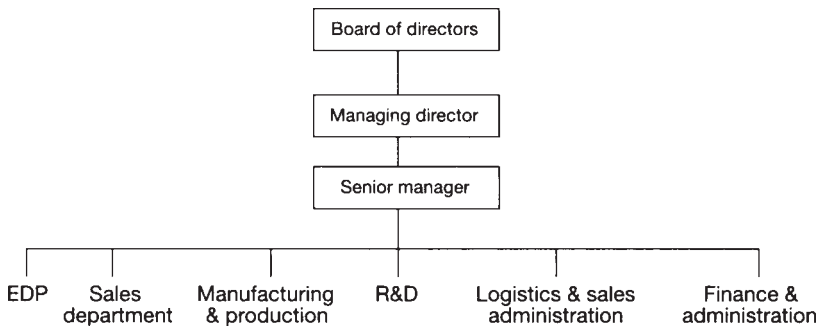 Board of directors
Managing director
Senior manager
EDP
Sales
department
Manufacturing
& production
R&D
Logistics & sales
administration
Finance &
administration